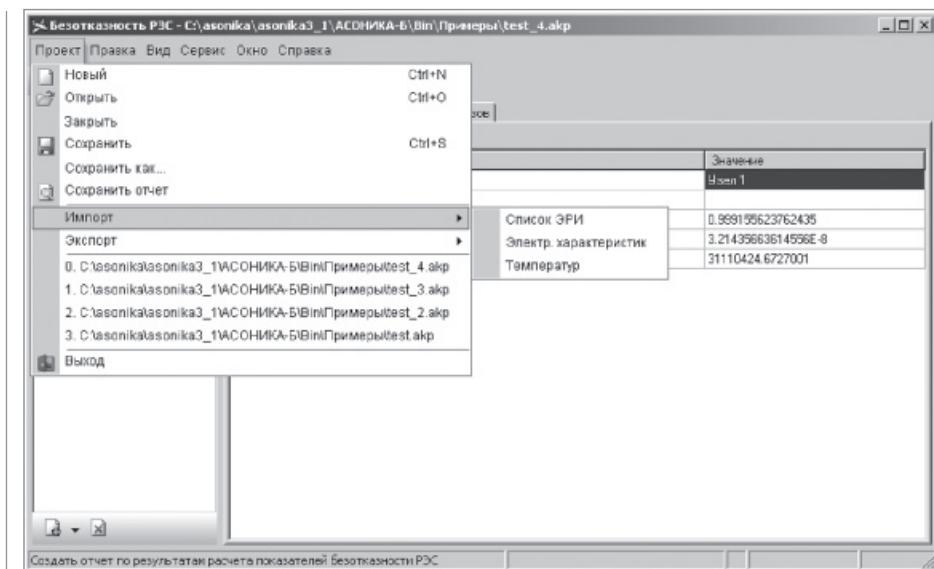 Безотказность РЭС - C:\asonika\asonika3_1\АСОНИКА-Б\Bin\Примеры\test_4.akp
Проект Правка Вид Сервис Окно Справка
Новый Ctrl+N
Открыть Ctrl+O
Закрыть
Сохранить Ctrl+S
Сохранить как...
Сохранить отчет
Импорт
Экспорт
0. C:\asonika\asonika3_1\АСОНИКА-Б\Bin\Примеры\test_4.akp
1. C:\asonika\asonika3_1\АСОНИКА-Б\Bin\Примеры\test_3.akp
2. C:\asonika\asonika3_1\АСОНИКА-Б\Bin\Примеры\test_2.akp
3. C:\asonika\asonika3_1\АСОНИКА-Б\Bin\Примеры\test.akp
Выход
Список ЭРИ
Электр. характеристик
Температур
зов
Значение
Узел 1
0.999155623762435
3.21435663614556E-8
31110424.6727001
Создать отчет по результатам расчета показателей безотказности РЭС